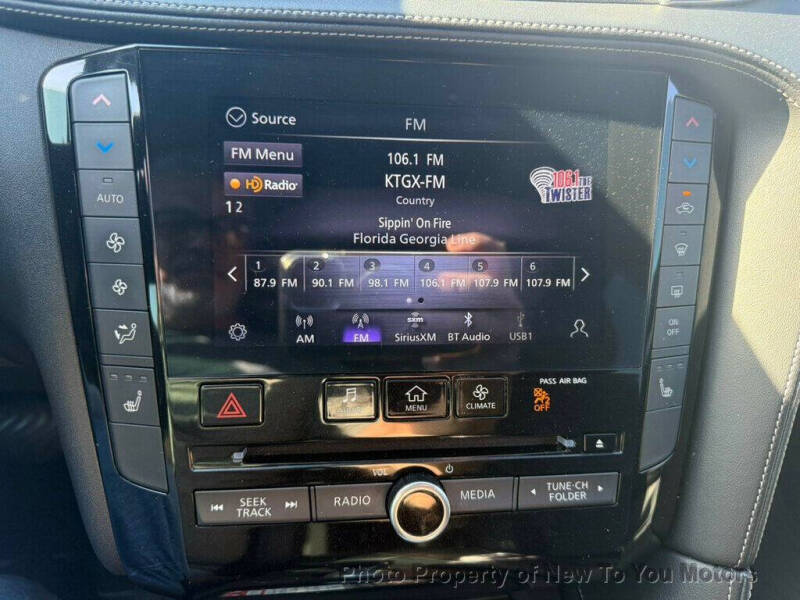 Source
FM
FM Menu
106.1 FM
HD Radio
KTGX-FM
1 2
Country
106.1 THE
TWISTER
Sippin' On Fire
Florida Georgia Line
1 2 3 4 5 6
87.9 FM 90.1 FM 98.1 FM 106.1 FM 107.9 FM 107.9 FM
sxm
AM FM SiriusXM BT Audio USB1
AUTO
ON
OFF
PASS AIR BAG
OFF
MENU
CLIMATE
VOL
SEEK
TRACK
RADIO
MEDIA
TUNE·CH
FOLDER
Photo Property of New To You Motors